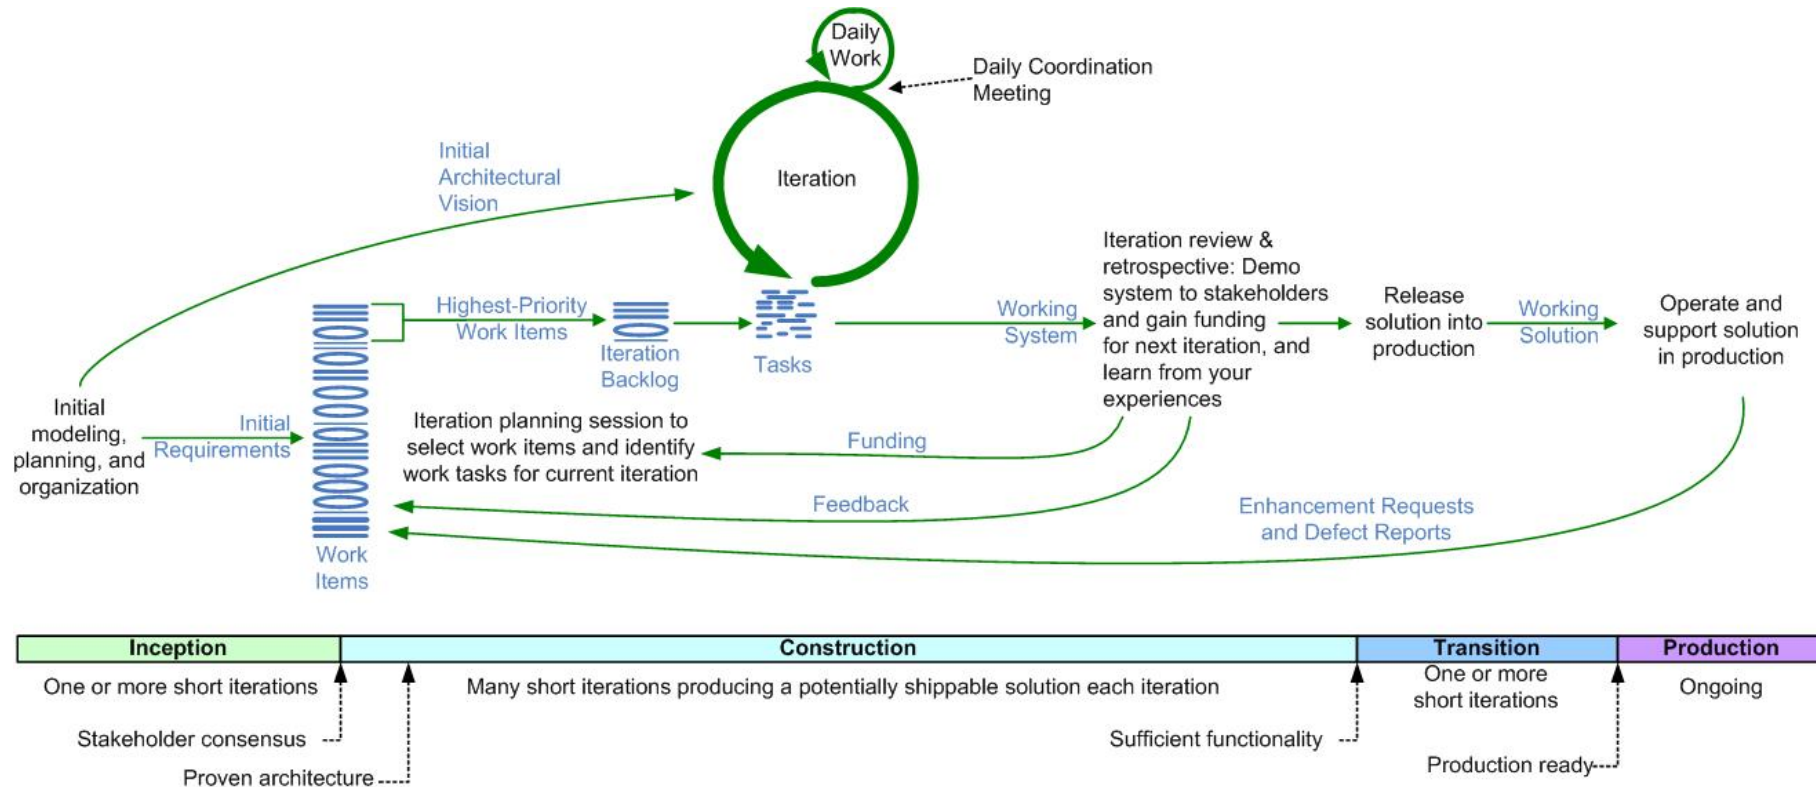 Daily
Work
Daily Coordination
Meeting
Initial
Architectural
Vision
Iteration
Iteration review &
retrospective: Demo
system to stakeholders
and gain funding
for next iteration, and
learn from your
experiences
Highest-Priority
Work Items
Iteration
Backlog
Tasks
Working
System
Release
solution into
production
Working
Solution
Operate and
support solution
in production
Initial
modeling,
planning, and
organization
Initial
Requirements
Iteration planning session to
select work items and identify
work tasks for current iteration
Funding
Feedback
Enhancement Requests
and Defect Reports
Work
Items
Inception
Construction
Transition
Production
One or more short iterations
Many short iterations producing a potentially shippable solution each iteration
One or more
short iterations
Ongoing
Stakeholder consensus
Sufficient functionality
Proven architecture
Production ready